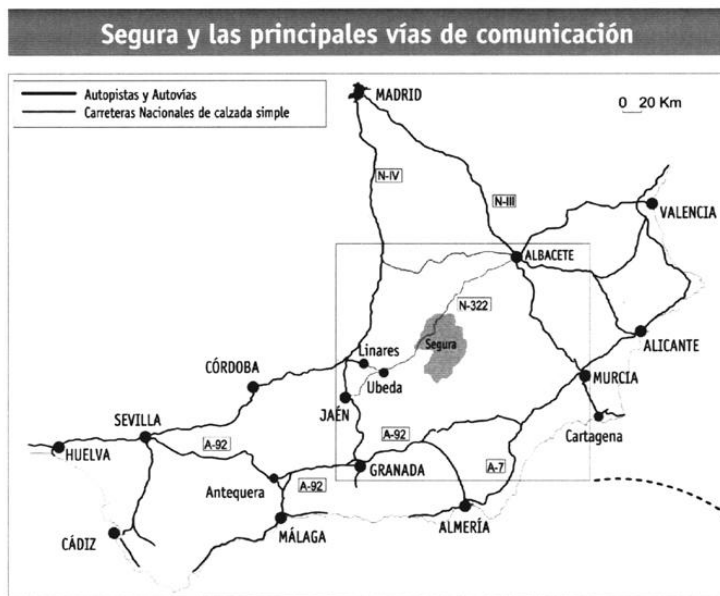 Segura y las principales vías de comunicación
Autopistas y Autovías
Carreteras Nacionales de calzada simple
MADRID
0 20 Km
N-IV
N-III
VALENCIA
ALBACETE
N-322
Segura
ALICANTE
Linares
CÓRDOBA
Ubeda
MURCIA
JAÉN
SEVILLA
Cartagena
A-92
A-92
HUELVA
GRANADA
A-7
Antequera
A-92
ALMERÍA
MÁLAGA
CÁDIZ